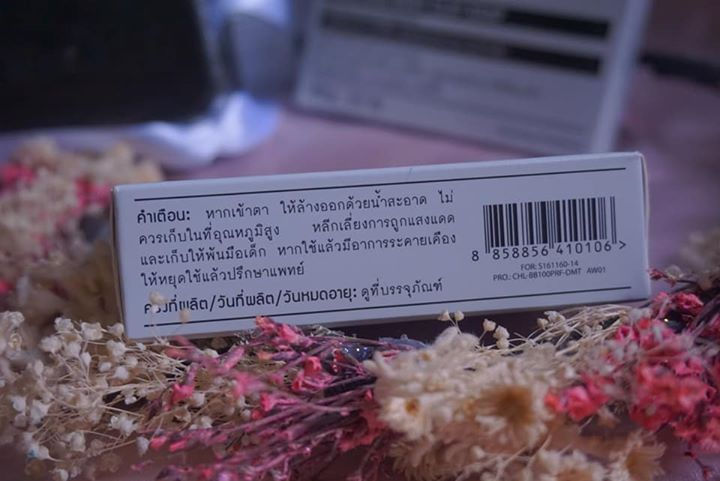 คำเตือน: หากเข้าตา ให้ล้างออกด้วยน้ำสะอาด ไม่
ควรเก็บในที่อุณหภูมิสูง หลีกเลี่ยงการถูกแสงแดด
และเก็บให้พ้นมือเด็ก หากใช้แล้วมีอาการระคายเคือง
ให้หยุดใช้แล้วปรึกษาแพทย์
ครั้งที่ผลิต/วันที่ผลิต/วันหมดอายุ: ดูที่บรรจุภัณฑ์
8 858856 410106 >
FOR: S161160-14
PRO.: CHL-BB100PRF-DMT AW01